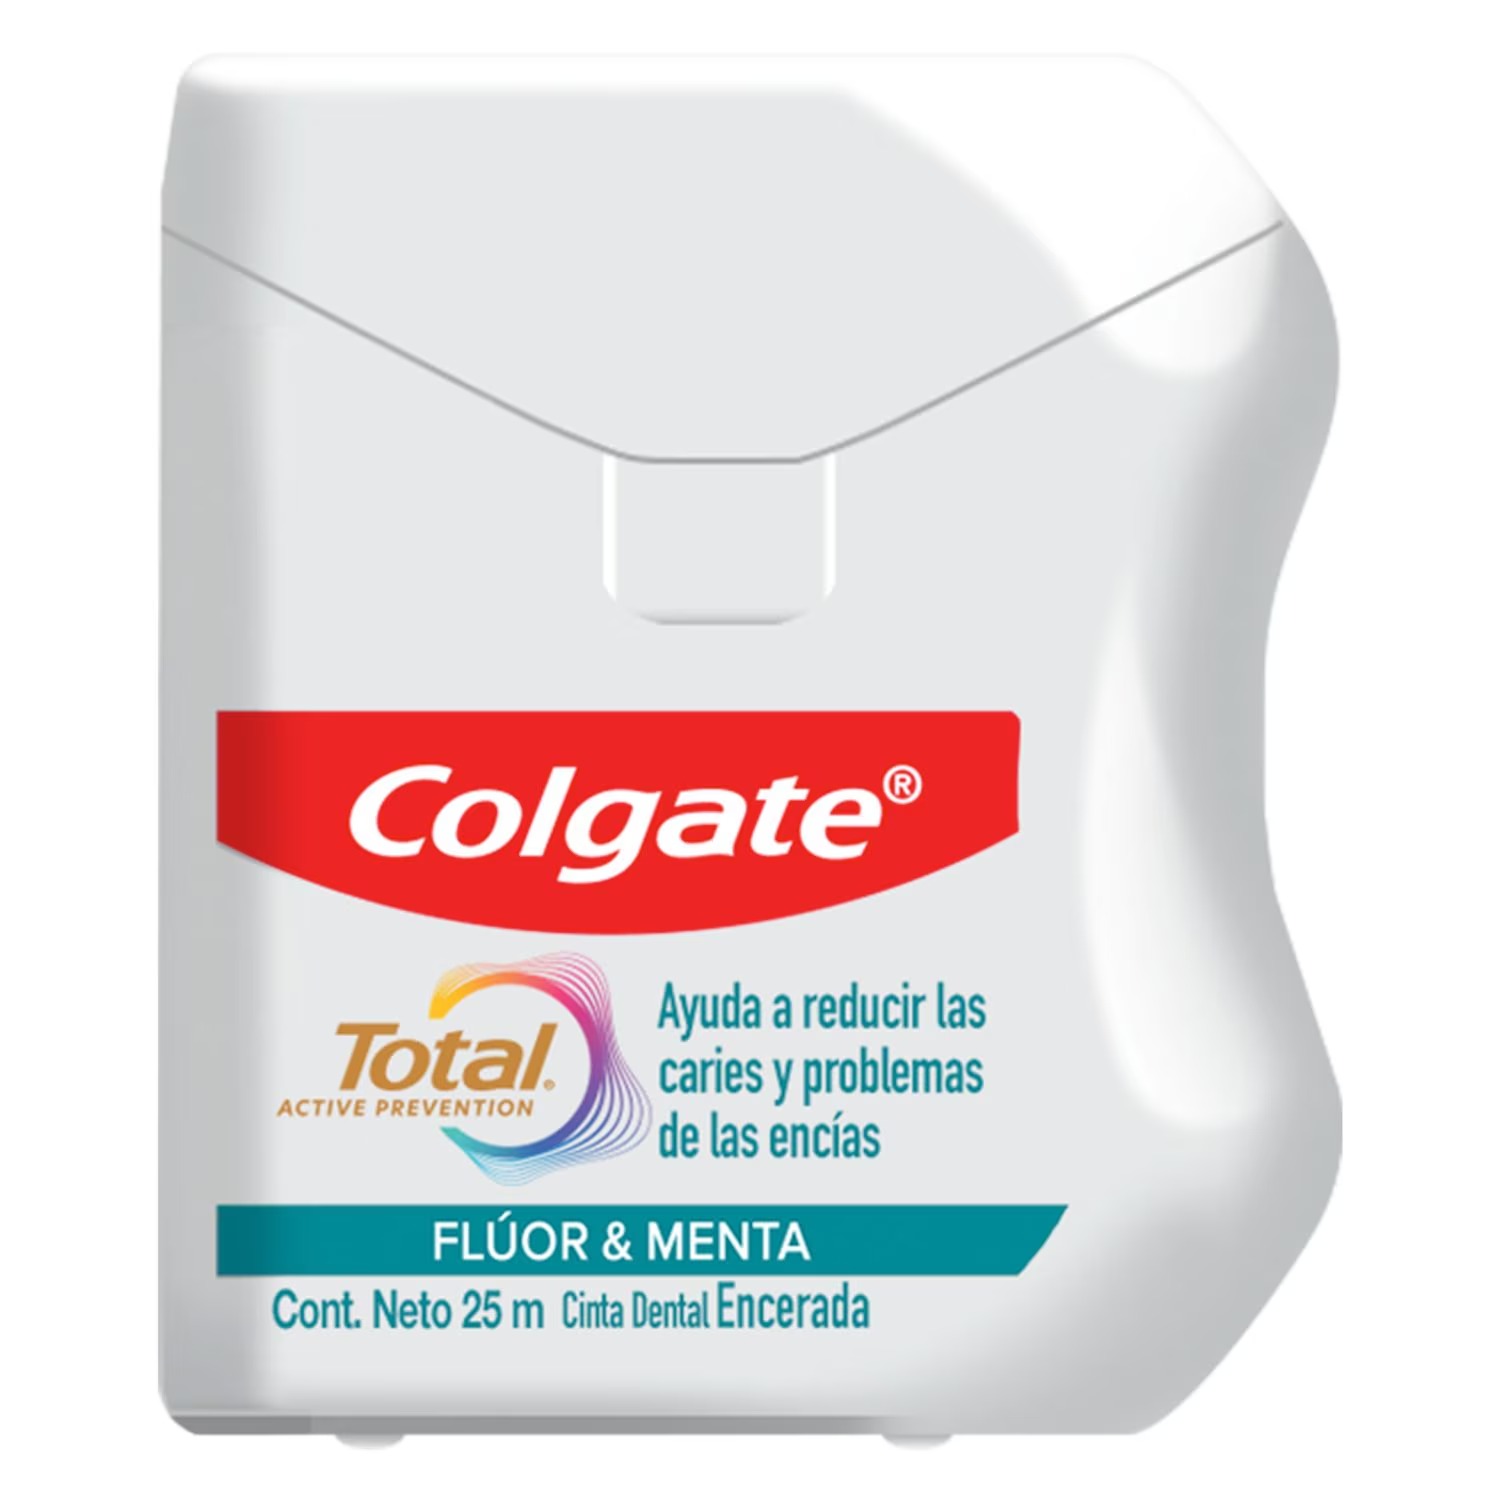 Colgate®
Total®
ACTIVE PREVENTION
Ayuda a reducir las
caries y problemas
de las encías
FLÚOR & MENTA
Cont. Neto 25 m Cinta Dental Encerada